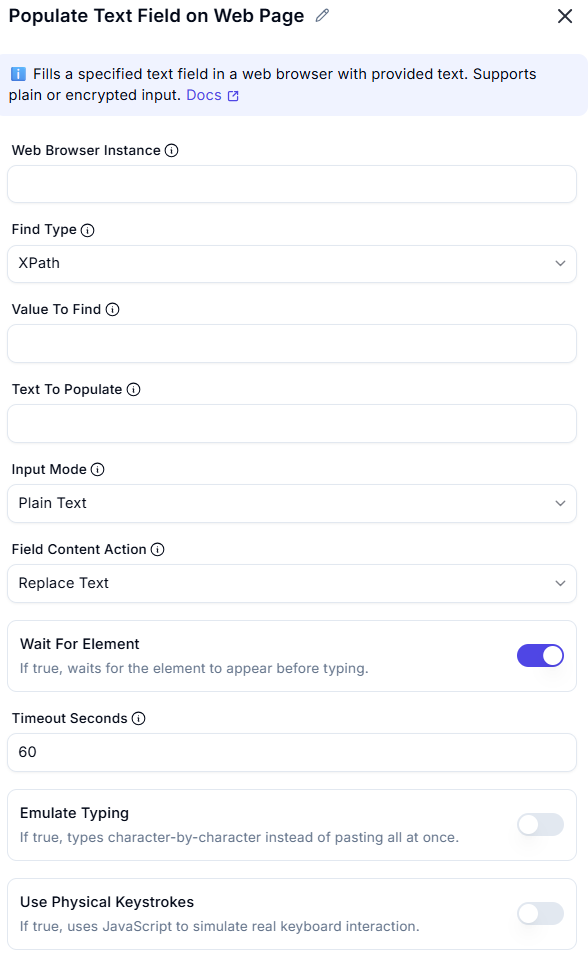 Populate Text Field on Web Page
Fills a specified text field in a web browser with provided text. Supports
plain or encrypted input. Docs
Web Browser Instance
Find Type
XPath
Value To Find
Text To Populate
Input Mode
Plain Text
Field Content Action
Replace Text
Wait For Element
If true, waits for the element to appear before typing.
Timeout Seconds
60
Emulate Typing
If true, types character-by-character instead of pasting all at once.
Use Physical Keystrokes
If true, uses JavaScript to simulate real keyboard interaction.